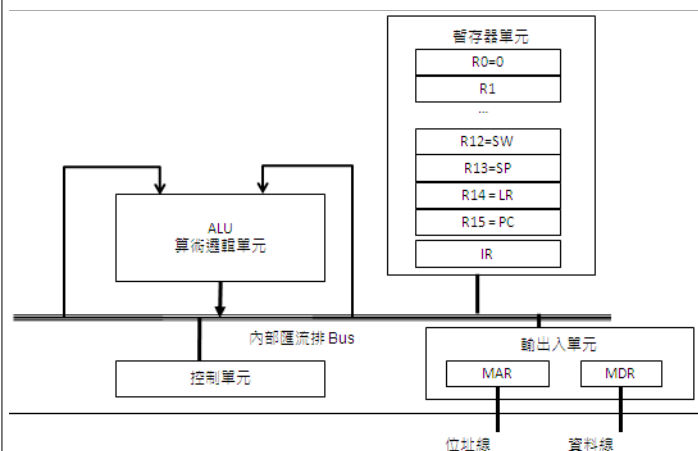 暫存器單元
R0=0
R1
...
R12=SW
R13=SP
R14 = LR
R15 = PC
IR
ALU
算術邏輯單元
內部匯流排 Bus
控制單元
輸出入單元
MAR
MDR
位址線
資料線